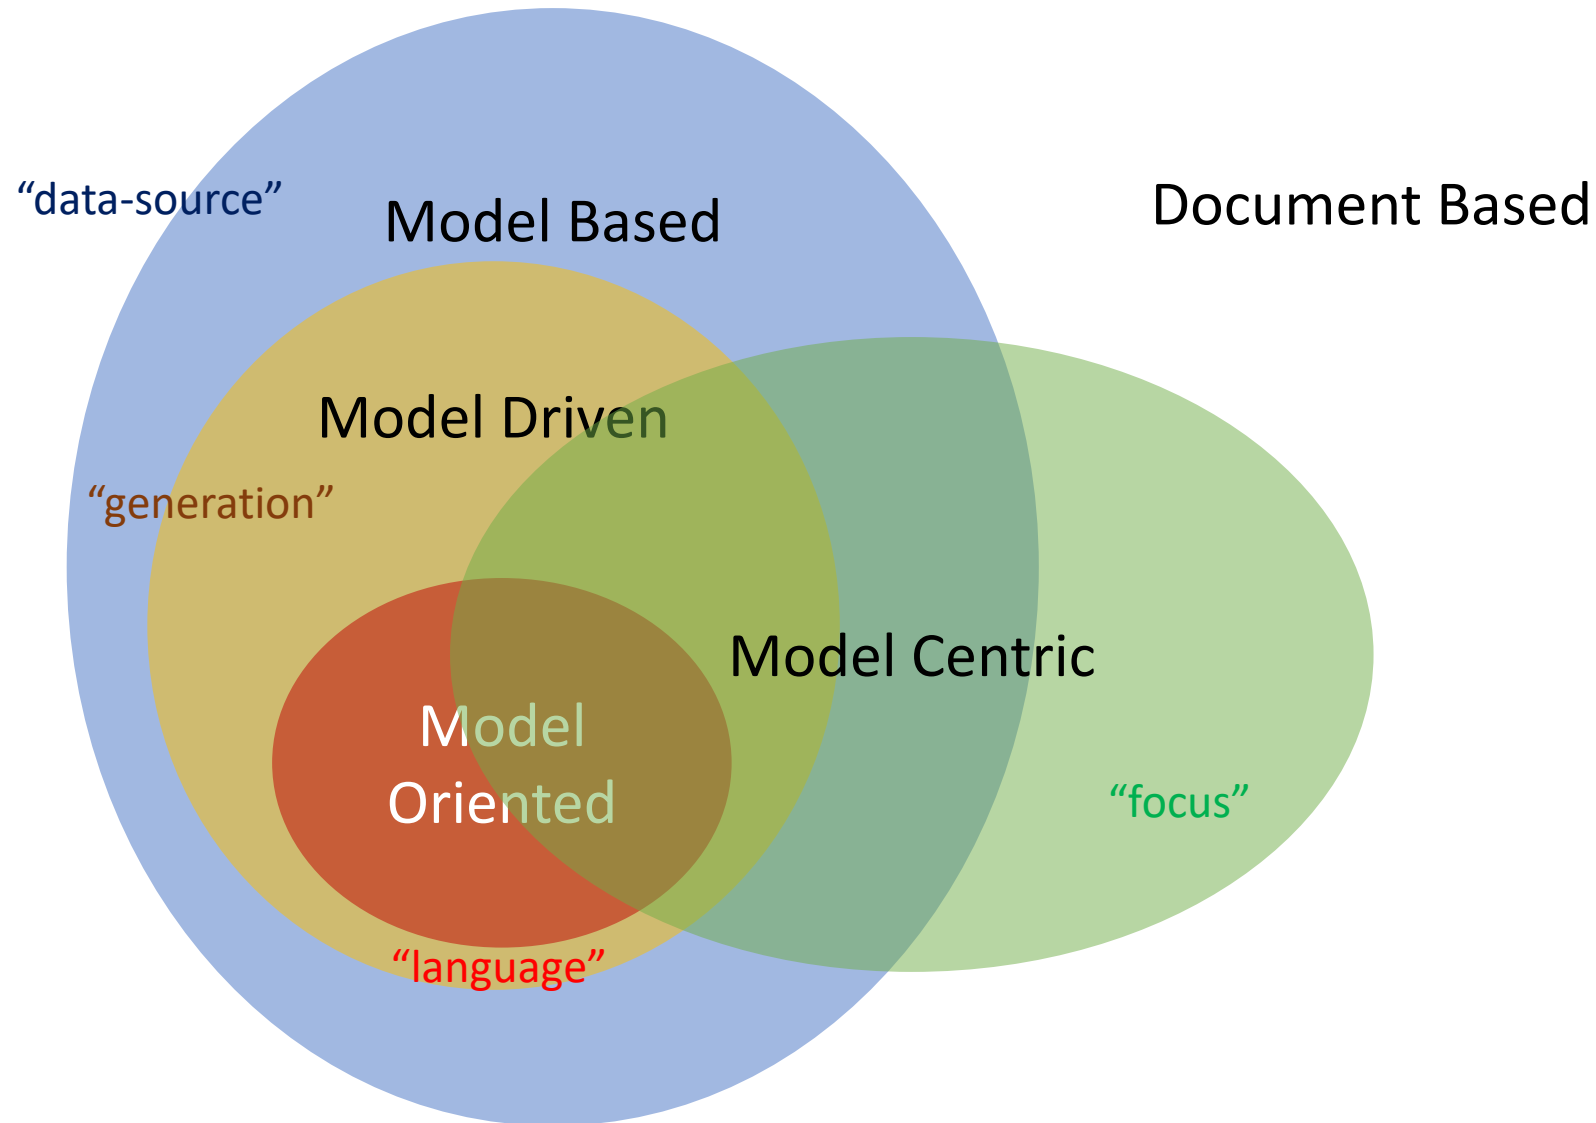 “data-source”
Model Based
Document Based
Model Driven
“generation”
Model Centric
Model
Oriented
“focus”
“language”